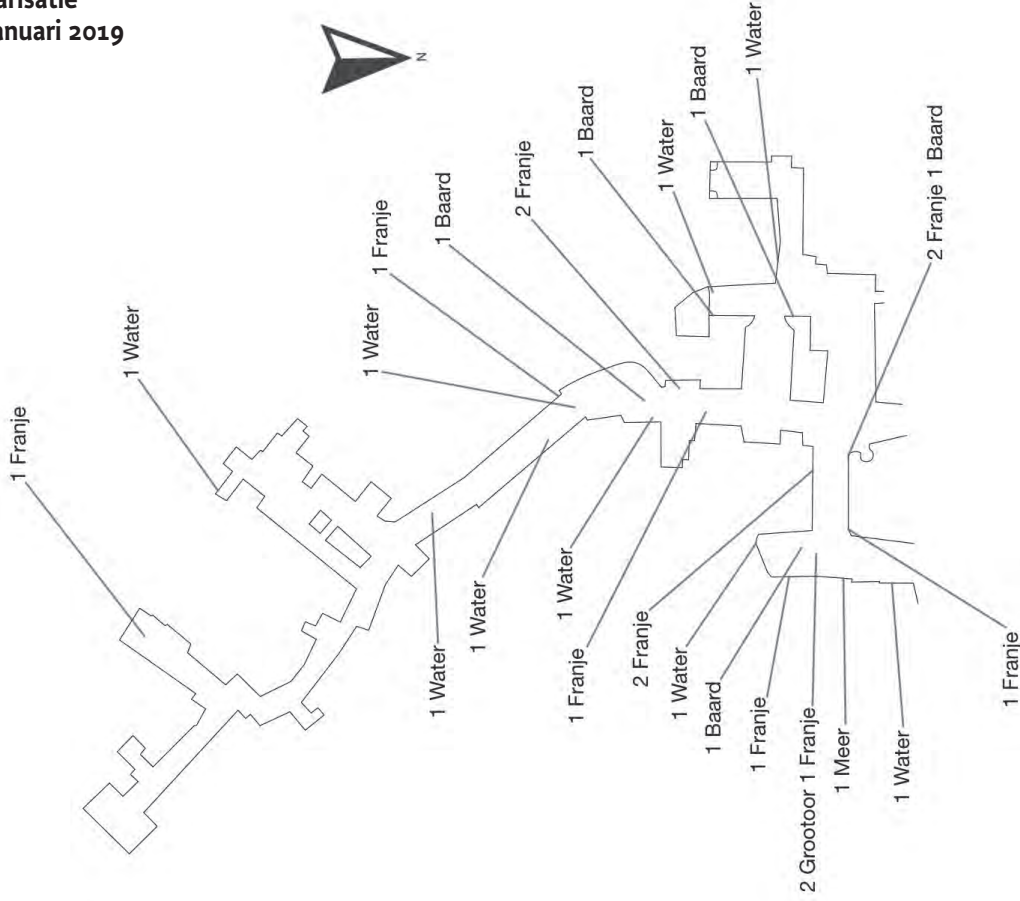 arisatie
anuari 2019
N
1 Water
1 Baard
1 Baard
1 Water
2 Franje
1 Franje
1 Baard
1 Water
1 Water
1 Franje
2 Franje 1 Baard
1 Water
1 Water
1 Water
1 Franje
2 Franje
1 Water
1 Baard
1 Franje
2 Grootoor 1 Franje
1 Meer
1 Water
1 Franje